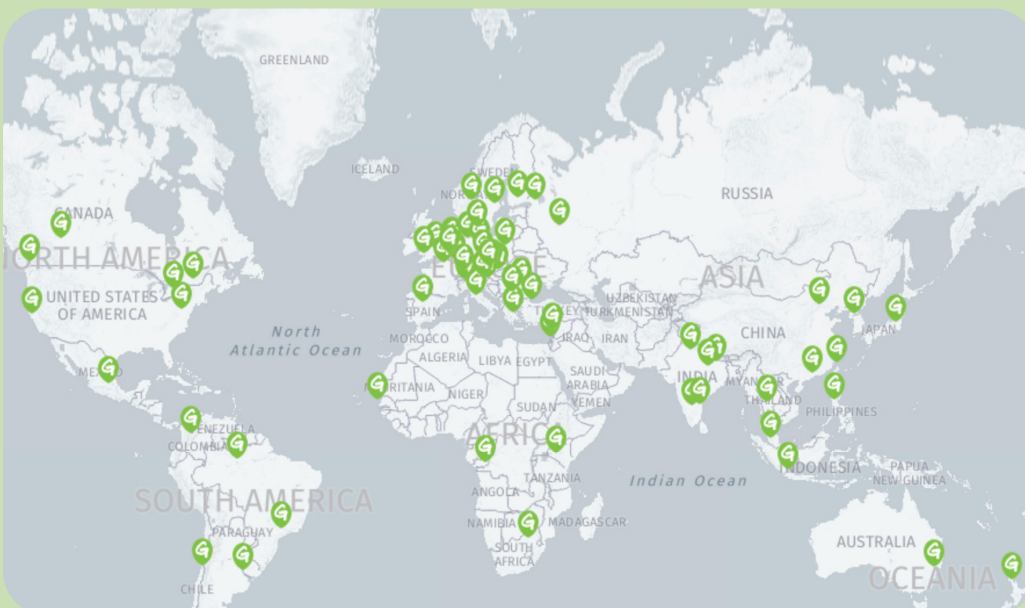 GREENLAND
ICELAND
RUSSIA
CANADA
NORTH AMERICA
ASIA
UNITED STATES
OF AMERICA
North
Atlantic Ocean
SPAIN
UZBEKISTAN
TURKMENISTAN
CHINA
JAPAN
MOROCCO
IRAQ
IRAN
ALGERIA
LIBYA
EGYPT
SAUDI
ARABIA
YEMEN
INDIA
NIGER
SUDAN
THAILAND
PHILIPPINES
COLOMBIA
INDONESIA
PAPUA
NEW GUINEA
TANZANIA
Indian Ocean
ANGOLA
SOUTH AMERICA
NAMIBIA
MADAGASCAR
PARAGUAY
SOUTH
AFRICA
AUSTRALIA
OCEANIA
CHILE